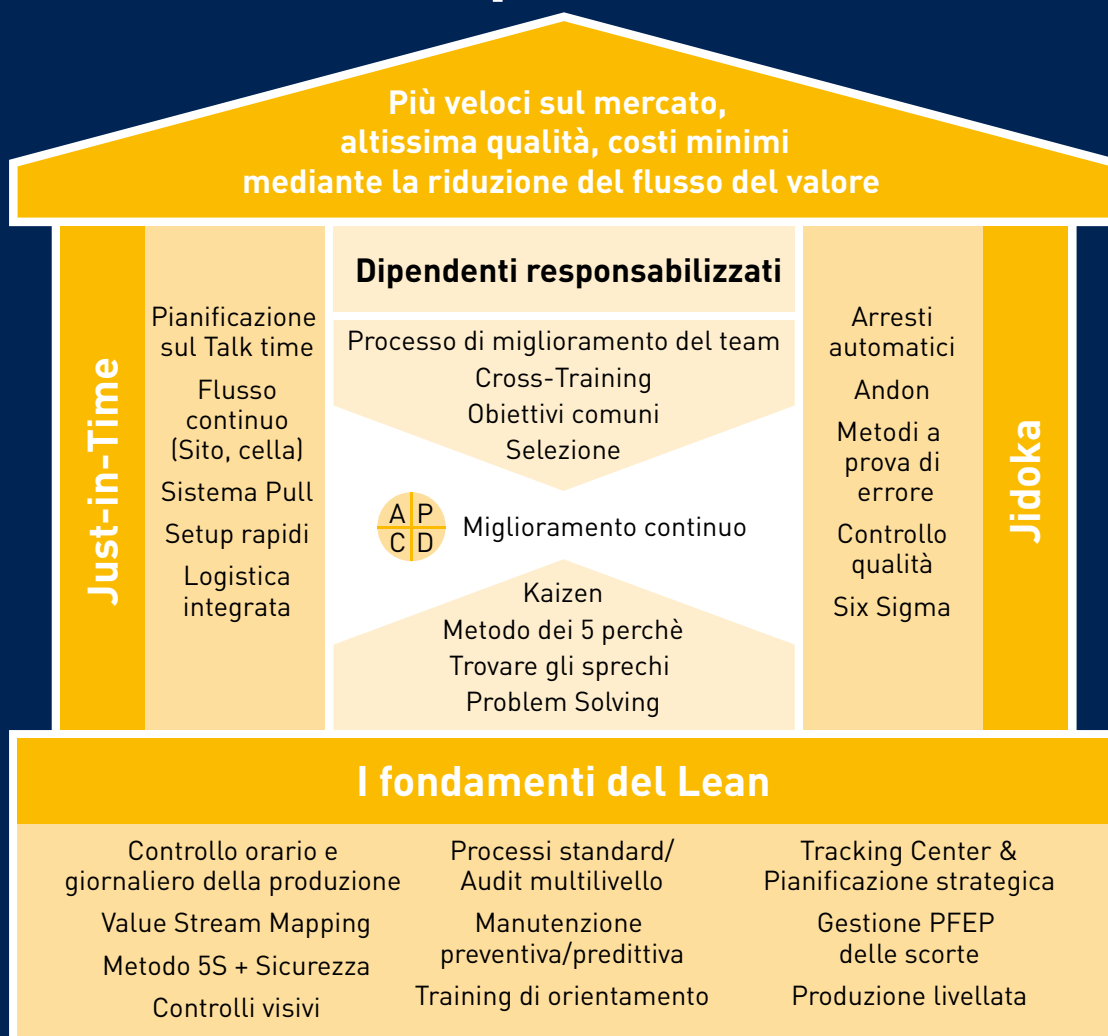 Più veloci sul mercato,
altissima qualità, costi minimi
mediante la riduzione del flusso del valore
Just-in-Time
Pianificazione
sul Talk time
Flusso
continuo
(Sito, cella)
Sistema Pull
Setup rapidi
Logistica
integrata
Dipendenti responsabilizzati
Processo di miglioramento del team
Cross-Training
Obiettivi comuni
Selezione
A P
C D
Miglioramento continuo
Kaizen
Metodo dei 5 perchè
Trovare gli sprechi
Problem Solving
Arresti
automatici
Andon
Metodi a
prova di
errore
Controllo
qualità
Six Sigma
Jidoka
I fondamenti del Lean
Controllo orario e
giornaliero della produzione
Value Stream Mapping
Metodo 5S + Sicurezza
Controlli visivi
Processi standard/
Audit multilivello
Manutenzione
preventiva/predittiva
Training di orientamento
Tracking Center &
Pianificazione strategica
Gestione PFEP
delle scorte
Produzione livellata